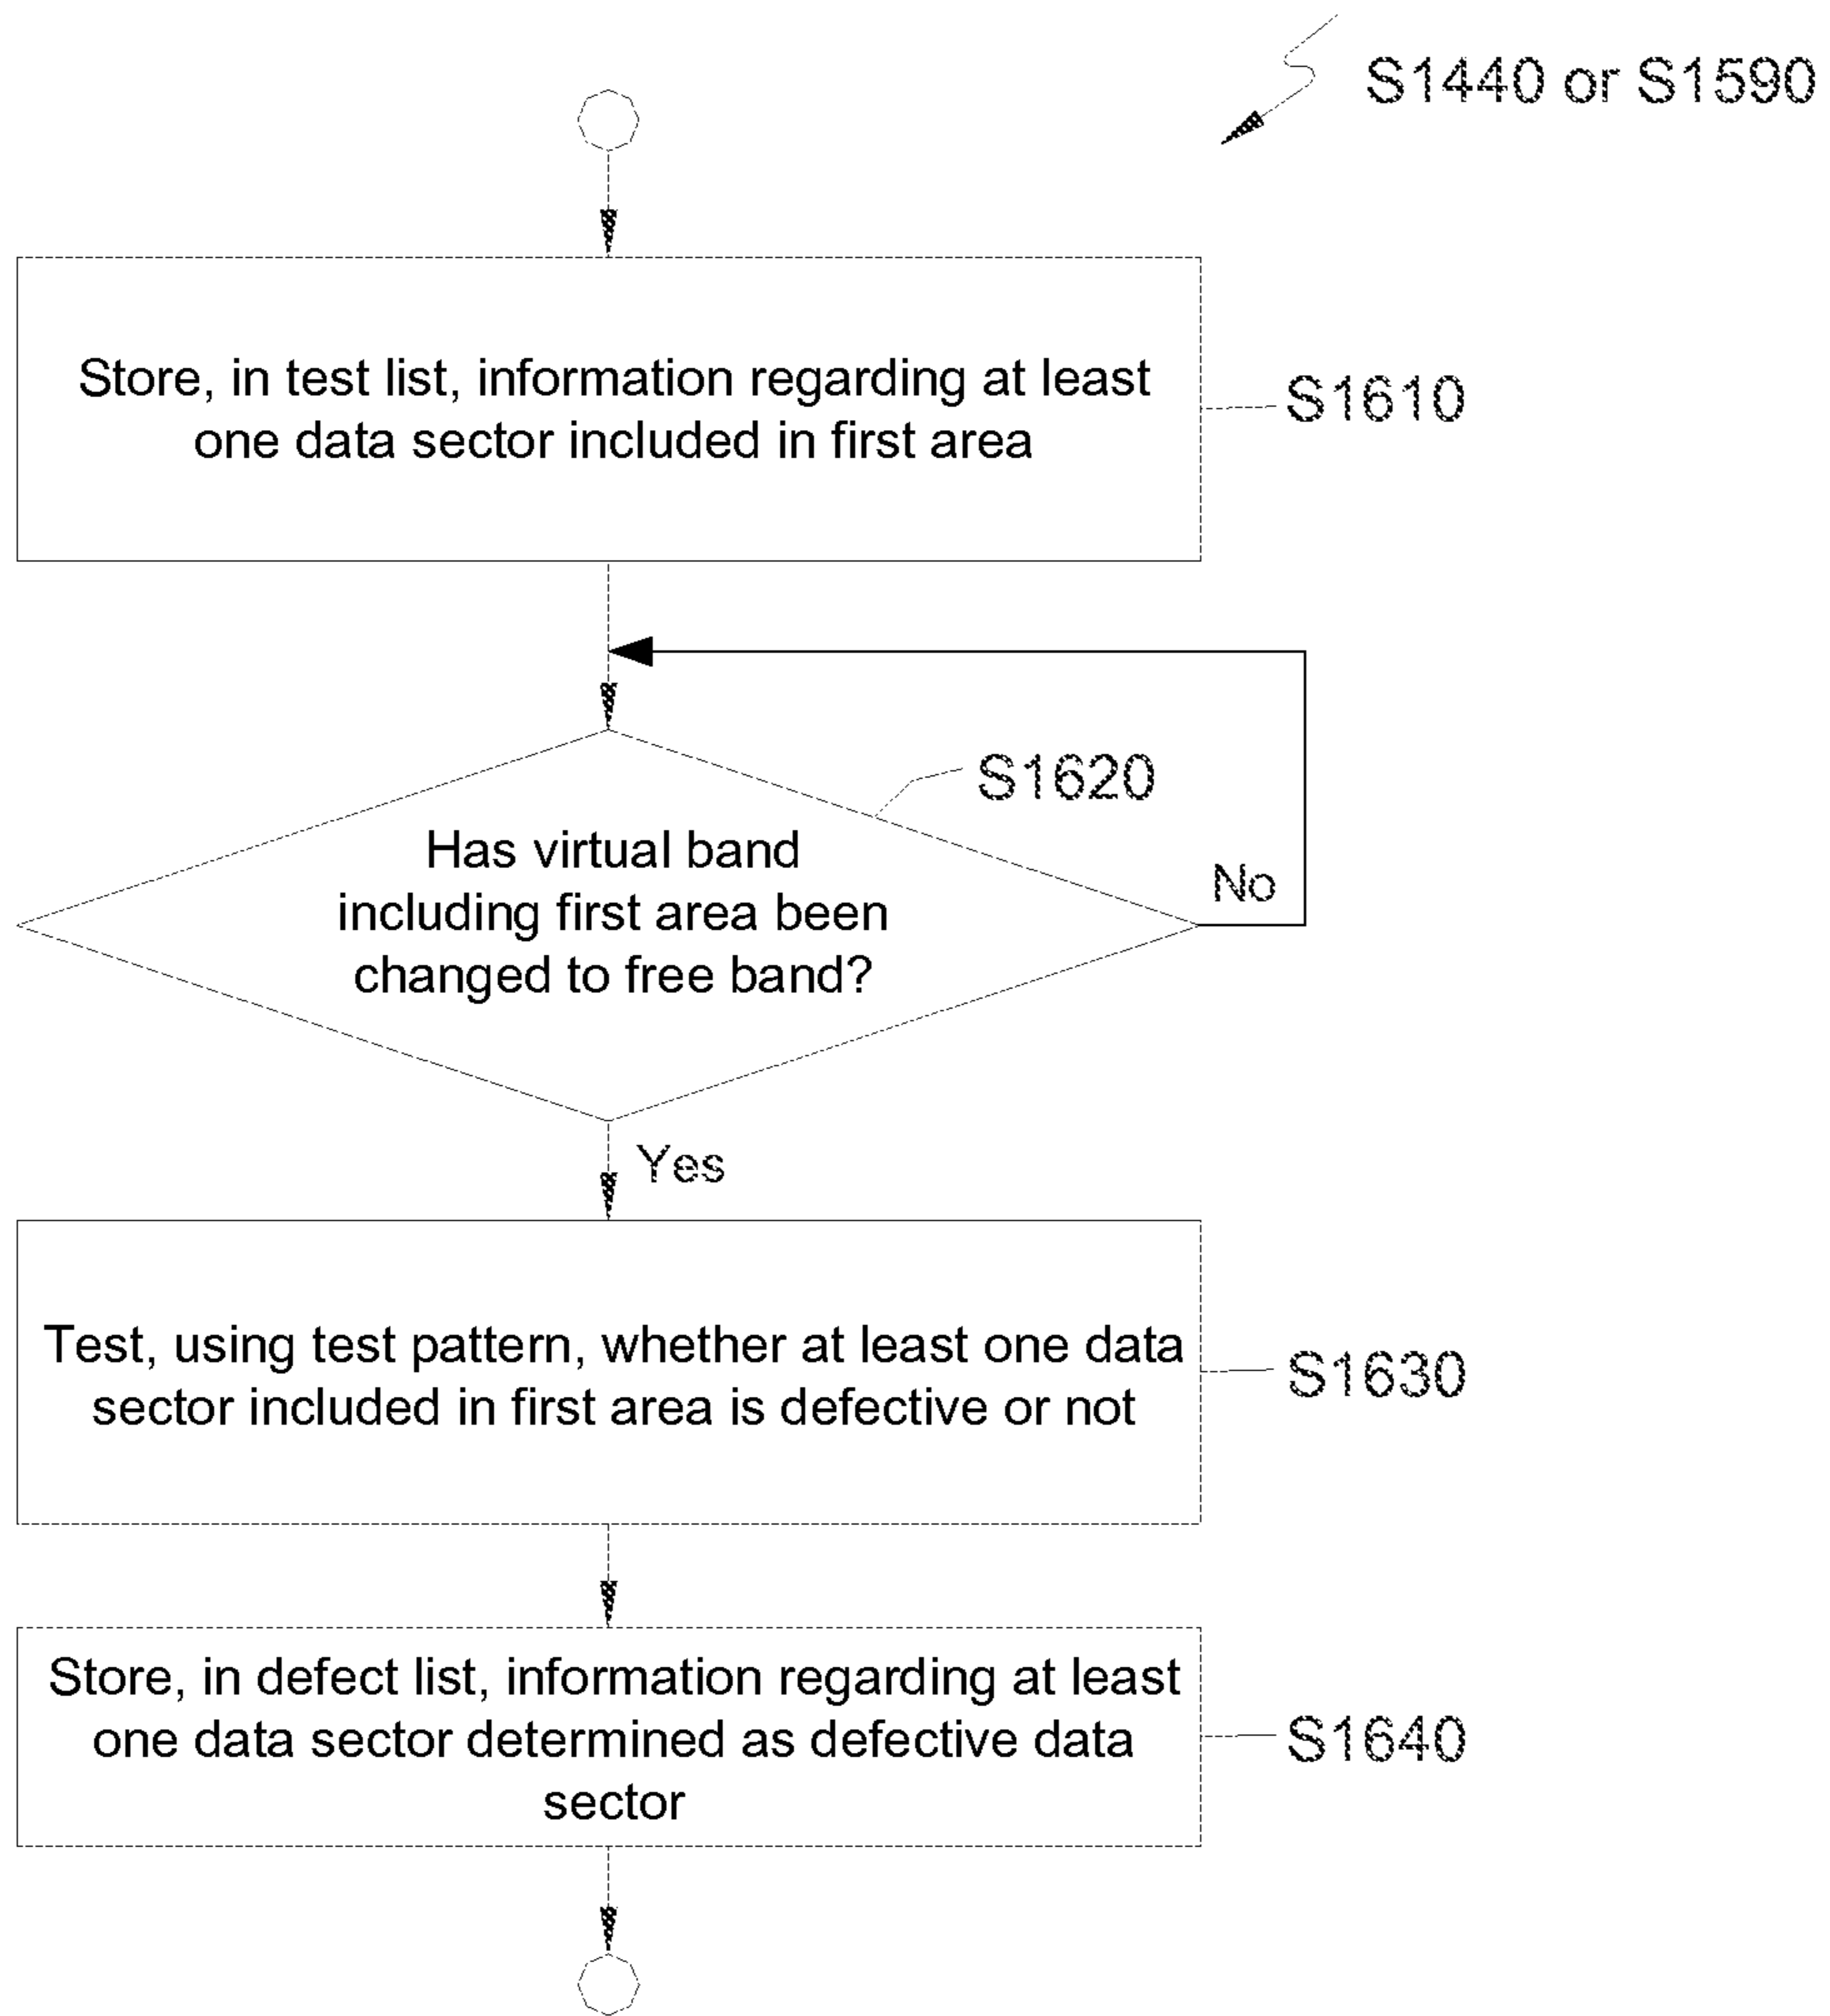 S1440 or S1590
Store, in test list, information regarding at least
one data sector included in first area
S1610
S1620
Has virtual band
including first area been
changed to free band?
No
Yes
Test, using test pattern, whether at least one data
sector included in first area is defective or not
S1630
Store, in defect list, information regarding at least
one data sector determined as defective data
sector
S1640